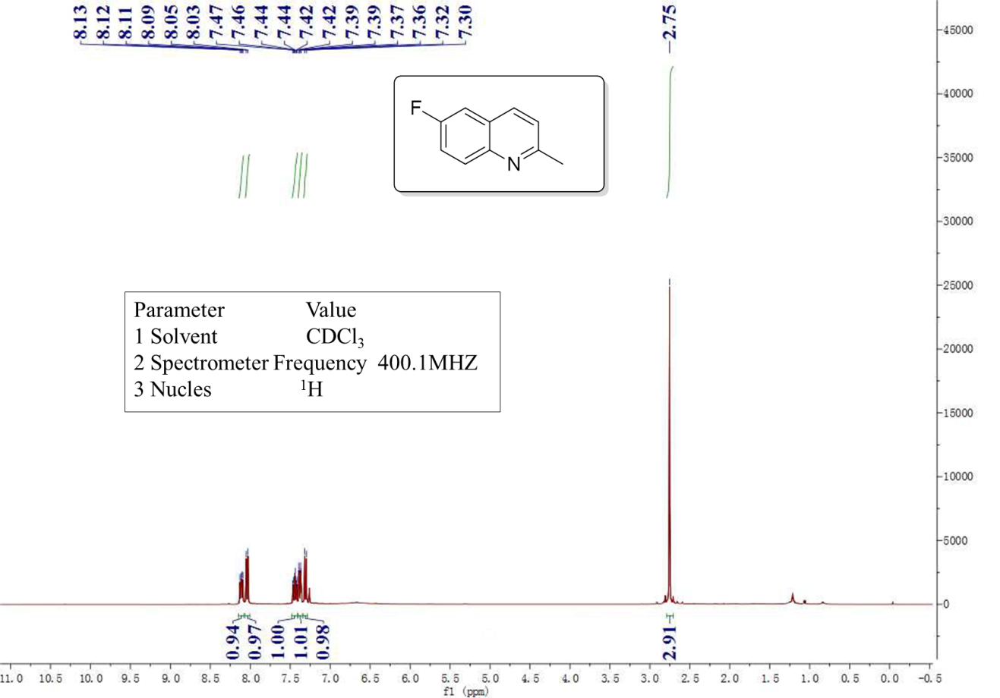 8.13 8.12 8.11 8.09 8.05 8.03 7.47 7.46 7.44 7.44 7.42 7.42 7.39 7.39 7.37 7.36 7.32 7.30 2.75
45000
40000
F
N
35000
30000
25000
Parameter Value
1 Solvent CDCl₃
2 Spectrometer Frequency 400.1MHZ
3 Nucles ¹H
20000
15000
10000
5000
0
0.94 0.97 1.00 1.01 0.98 2.91
11.0 10.5 10.0 9.5 9.0 8.5 8.0 7.5 7.0 6.5 6.0 5.5 5.0 4.5 4.0 3.5 3.0 2.5 2.0 1.5 1.0 0.5 0.0 -0.5
f1 (ppm)